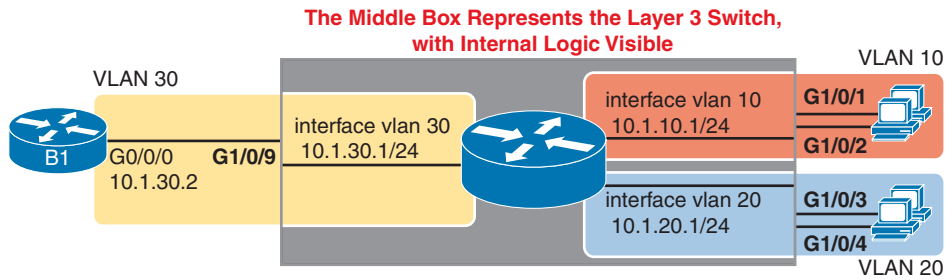 The Middle Box Represents the Layer 3 Switch,
with Internal Logic Visible
VLAN 30
B1
G0/0/0
10.1.30.2
G1/0/9
interface vlan 30
10.1.30.1/24
VLAN 10
interface vlan 10
10.1.10.1/24
G1/0/1
G1/0/2
interface vlan 20
10.1.20.1/24
G1/0/3
G1/0/4
VLAN 20